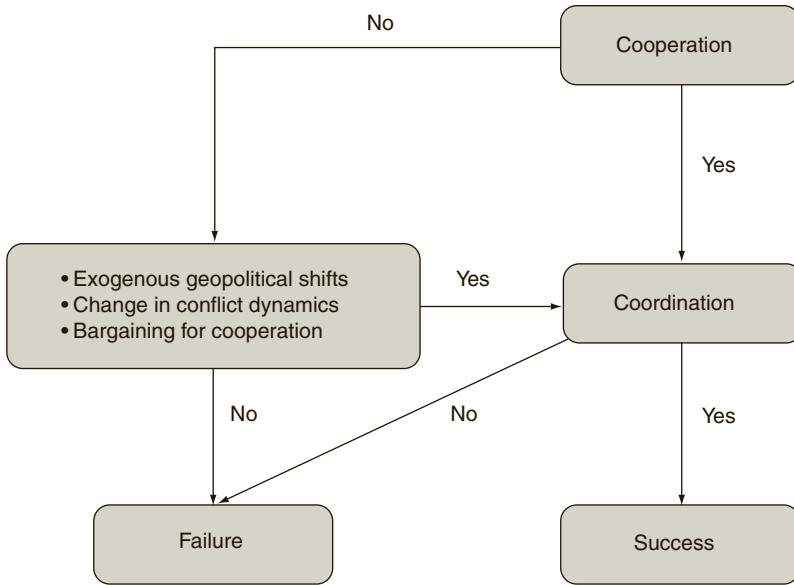 No
Cooperation
Yes
• Exogenous geopolitical shifts
• Change in conflict dynamics
• Bargaining for cooperation
Yes
Coordination
No
No
Yes
Failure
Success